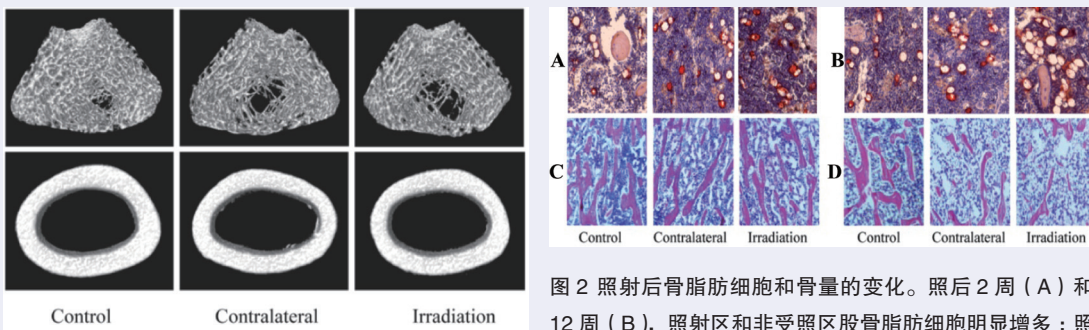 Control Contralateral Irradiation
A
B
C
D
Control Contralateral Irradiation Control Contralateral Irradiation
图 2 照射后骨脂肪细胞和骨量的变化。照后 2 周（A）和
12 周（B），照射区和非受照区股骨脂肪细胞明显增多；照